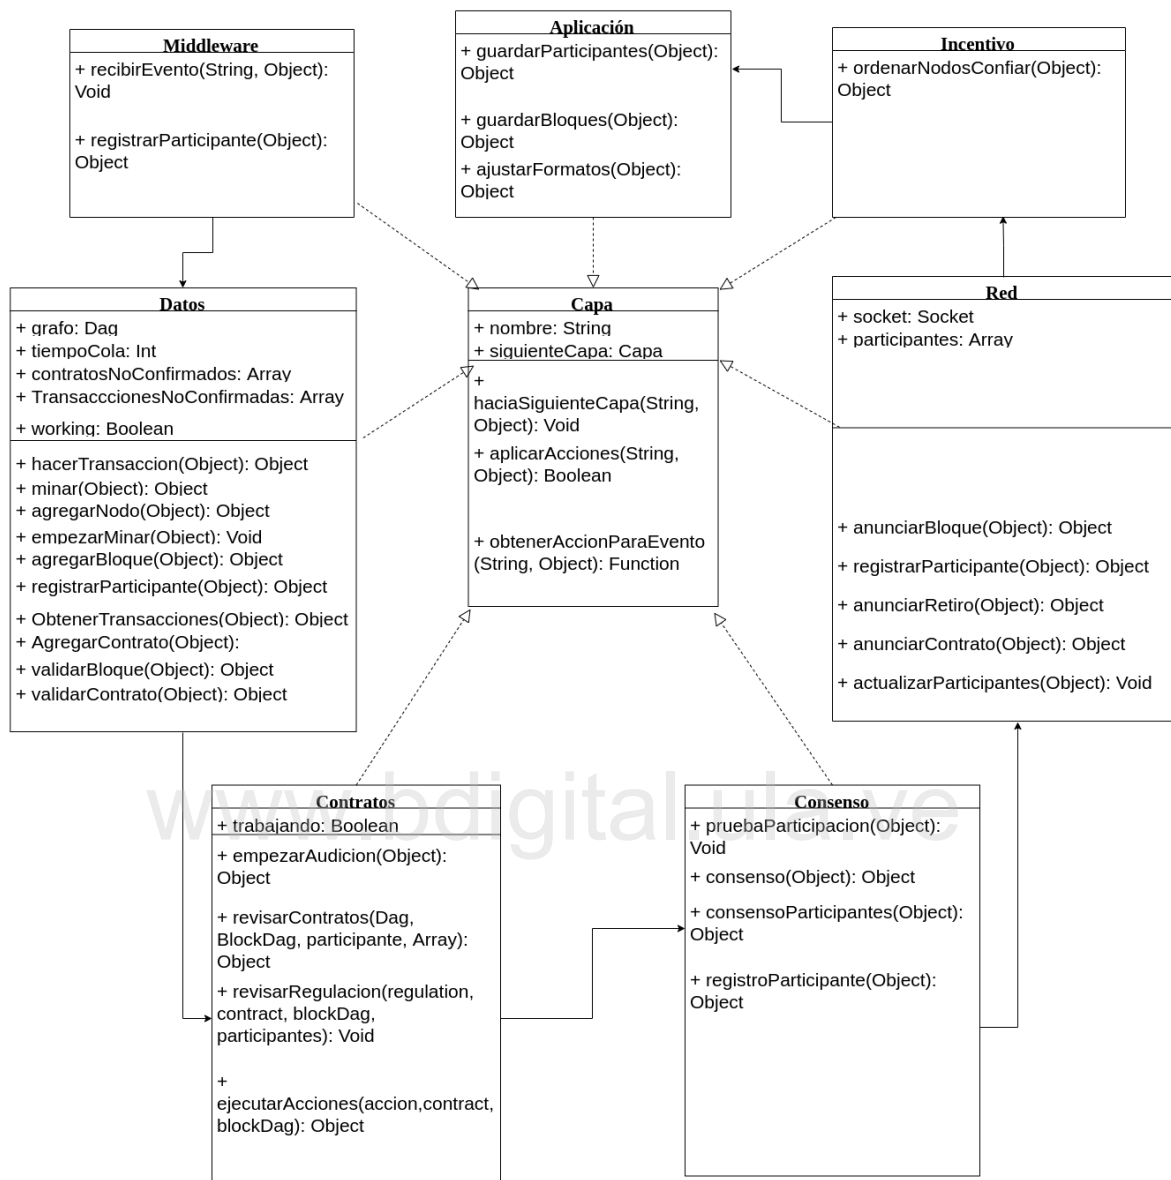 Middleware
+ recibirEvento(String, Object):
Void
+ registrarParticipante(Object):
Object
Aplicación
+ guardarParticipantes(Object):
Object
+ guardarBloques(Object):
Object
+ ajustarFormatos(Object):
Object
Incentivo
+ ordenarNodosConfiar(Object):
Object
Datos
+ grafo: Dag
+ tiempoCola: Int
+ contratosNoConfirmados: Array
+ TransacccionesNoConfirmadas: Array
+ working: Boolean
+ hacerTransaccion(Object): Object
+ minar(Object): Object
+ agregarNodo(Object): Object
+ empezarMinar(Object): Void
+ agregarBloque(Object): Object
+ registrarParticipante(Object): Object
+ ObtenerTransacciones(Object): Object
+ AgregarContrato(Object):
+ validarBloque(Object): Object
+ validarContrato(Object): Object
Capa
+ nombre: String
+ siguienteCapa: Capa
+
haciaSiguienteCapa(String,
Object): Void
+ aplicarAcciones(String,
Object): Boolean
+ obtenerAccionParaEvento
(String, Object): Function
Red
+ socket: Socket
+ participantes: Array
+ anunciarBloque(Object): Object
+ registrarParticipante(Object): Object
+ anunciarRetiro(Object): Object
+ anunciarContrato(Object): Object
+ actualizarParticipantes(Object): Void
www.bdigital.ula.ve
Contratos
+ trabajando: Boolean
+ empezarAudicion(Object):
Object
+ revisarContratos(Dag,
BlockDag, participante, Array):
Object
+ revisarRegulacion(regulation,
contract, blockDag,
participantes): Void
+
ejecutarAcciones(accion,contract,
blockDag): Object
Consenso
+ pruebaParticipacion(Object):
Void
+ consenso(Object): Object
+ consensoParticipantes(Object):
Object
+ registroParticipante(Object):
Object